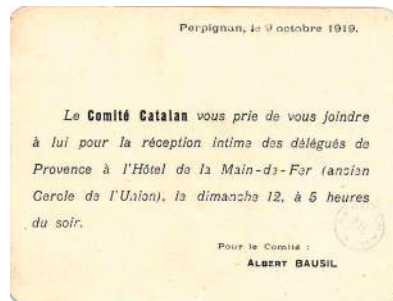 Perpignan, le 9 octobre 1919.
Le Comité Catalan vous prie de vous joindre
à lui pour la réception intime des délégués de
Provence à l'Hôtel de la Main-de-Fer (ancien
Cercle de l'Union), le dimanche 12, à 5 heures
du soir.
Pour le Comité :
ALBERT BAUSIL